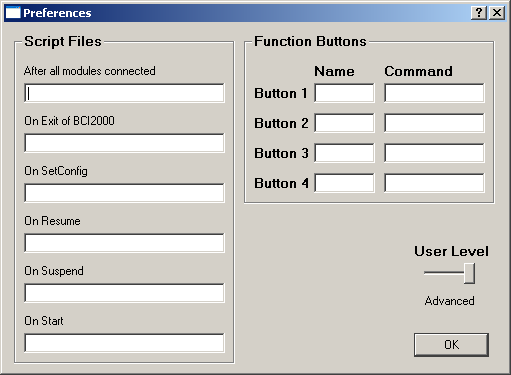 Preferences
Script Files
After all modules connected
On Exit of BCI2000
On SetConfig
On Resume
On Suspend
On Start
Function Buttons
Name Command
Button 1
Button 2
Button 3
Button 4
User Level
Advanced
OK